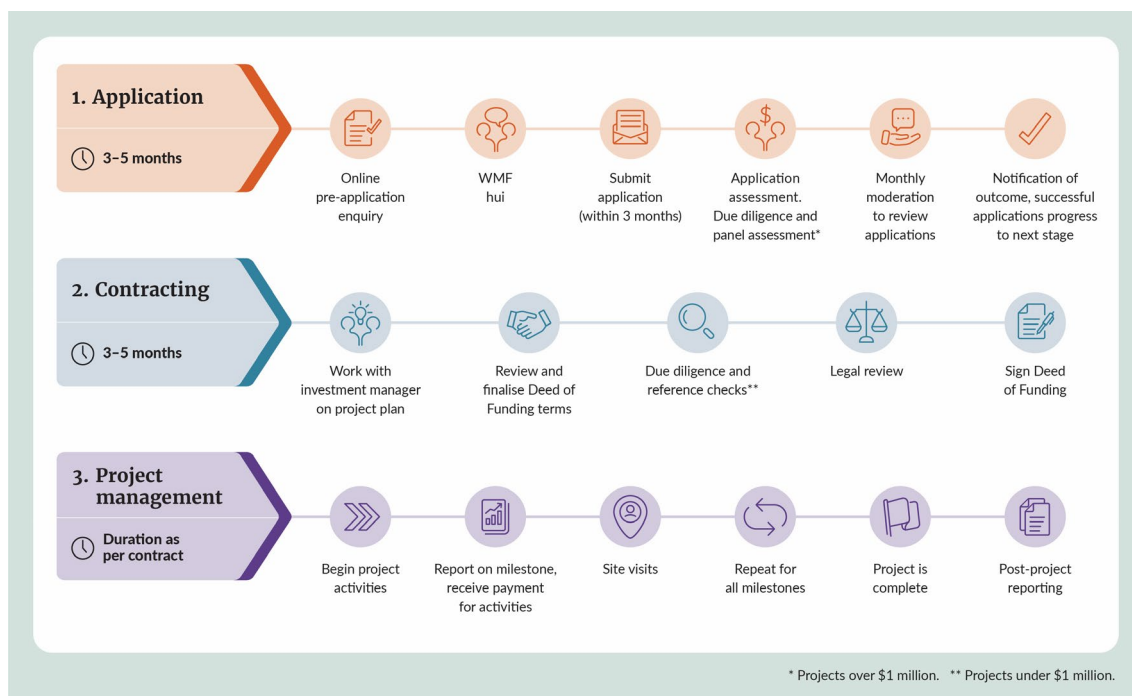 1. Application
3–5 months
Online
pre-application
enquiry
WMF
hui
Submit
application
(within 3 months)
Application
assessment.
Due diligence and
panel assessment*
Monthly
moderation
to review
applications
Notification of
outcome, successful
applications progress
to next stage
2. Contracting
3–5 months
Work with
investment manager
on project plan
Review and
finalise Deed of
Funding terms
Due diligence and
reference checks**
Legal review
Sign Deed
of Funding
3. Project
management
Duration as
per contract
Begin project
activities
Report on milestone,
receive payment
for activities
Site visits
Repeat for
all milestones
Project is
complete
Post-project
reporting
* Projects over $1 million. ** Projects under $1 million.